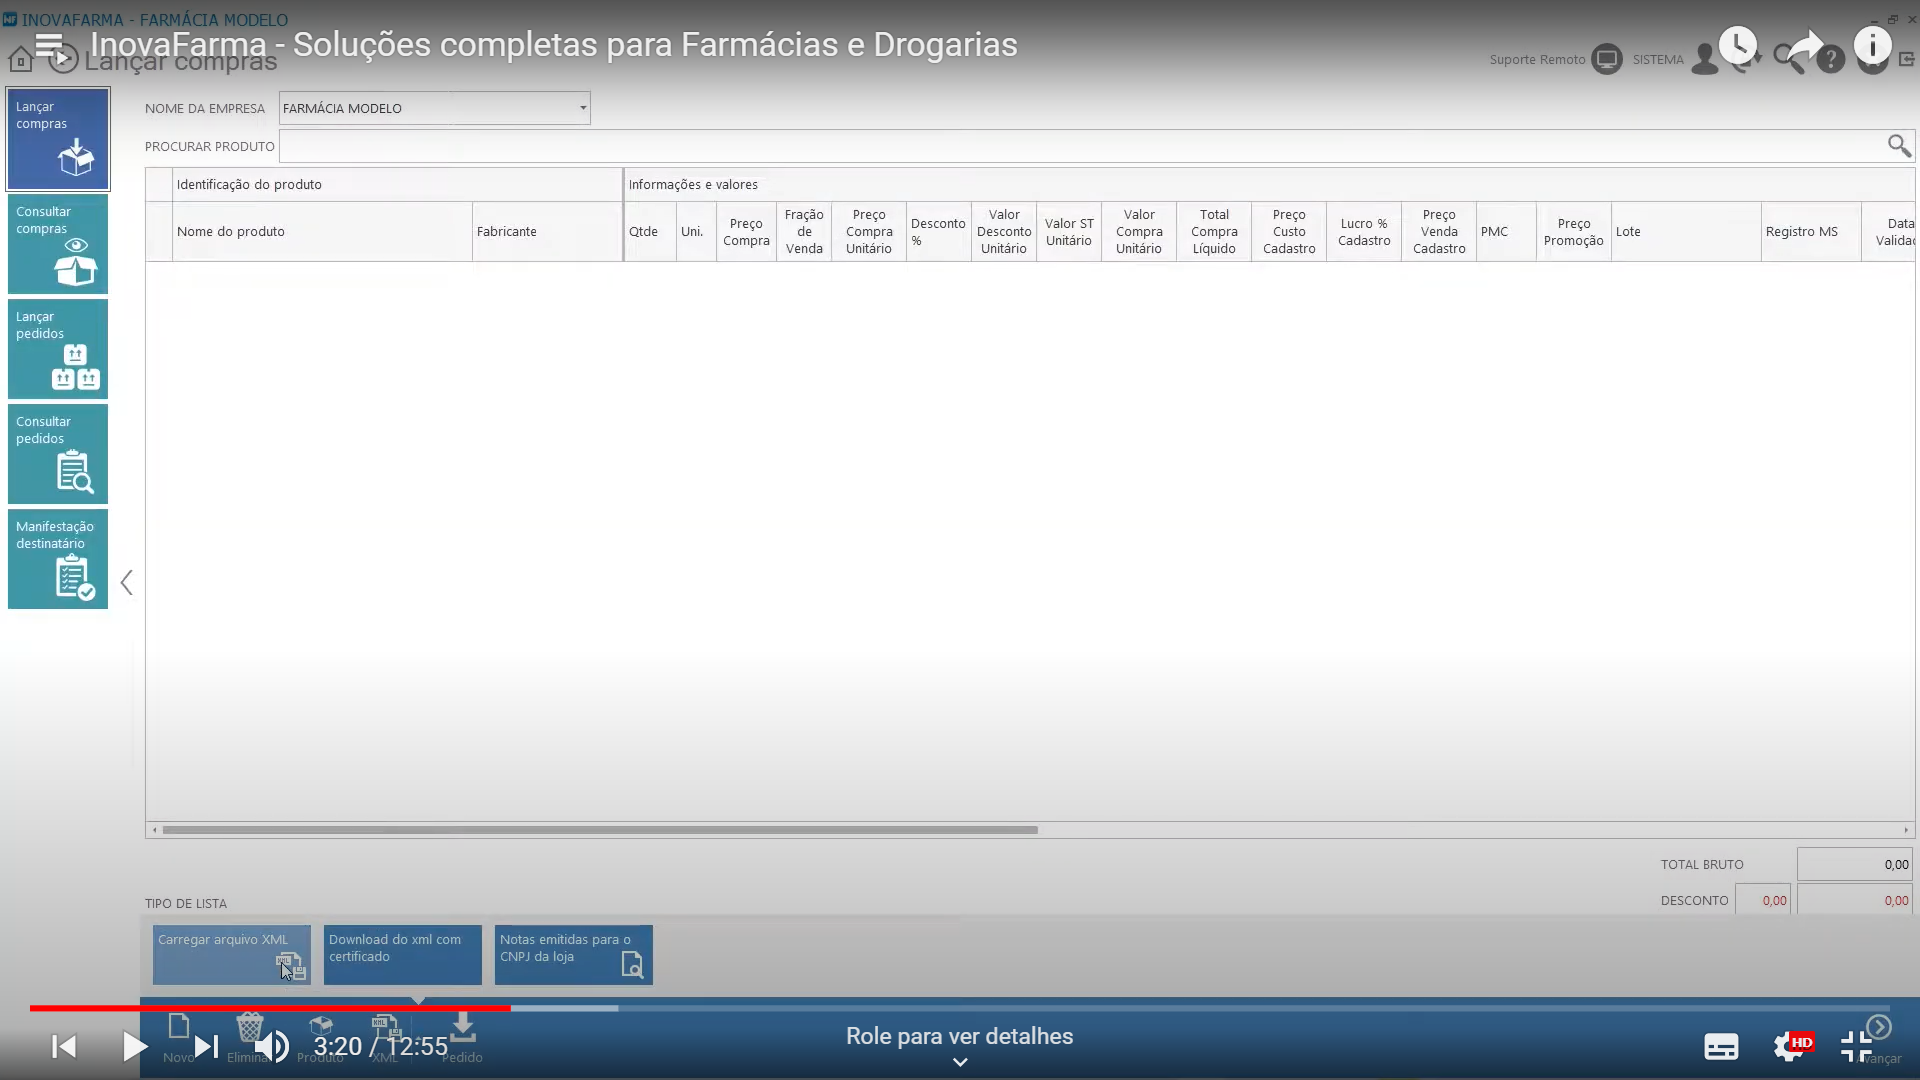 INOVAFARMA - FARMÁCIA MODELO
InovaFarma - Soluções completas para Farmácias e Drogarias
Lançar compras
Suporte Remoto
SISTEMA
Lançar
compras
Consultar
compras
Lançar
pedidos
Consultar
pedidos
Manifestação
destinatário
NOME DA EMPRESA
FARMÁCIA MODELO
PROCURAR PRODUTO
Identificação do produto
Informações e valores
Nome do produto
Fabricante
Qtde
Uni.
Preço
Compra
Fração
de
Venda
Preço
Compra
Unitário
Desconto
%
Valor
Desconto
Unitário
Valor ST
Unitário
Valor
Compra
Unitário
Total
Compra
Líquido
Preço
Custo
Cadastro
Lucro %
Cadastro
Preço
Venda
Cadastro
PMC
Preço
Promoção
Lote
Registro MS
Data
Validac
TOTAL BRUTO
0,00
DESCONTO
0,00
0,00
TIPO DE LISTA
Carregar arquivo XML
Download do xml com
certificado
Notas emitidas para o
CNPJ da loja
Novo
Elimina
Produto
XML
Pedido
3:20 / 12:55
Role para ver detalhes
HD
Avançar